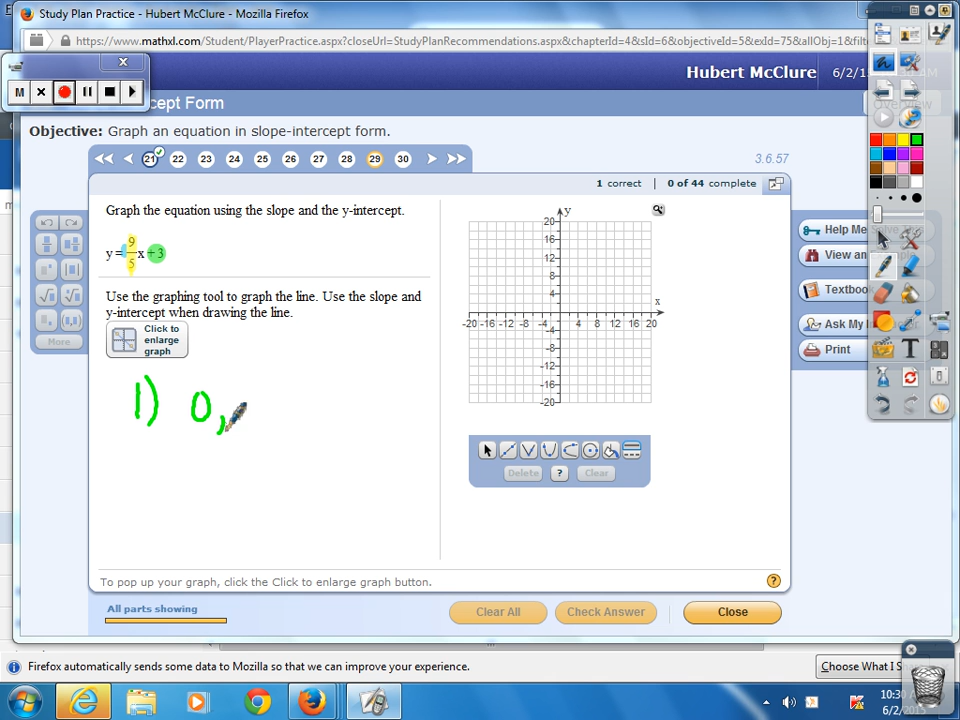 Study Plan Practice - Hubert McClure - Mozilla Firefox
https://www.mathxl.com/Student/PlayerPractice.aspx?closeUrl=StudyPlanRecommendations.aspx&chapterId=4&sId=6&objectiveId=5&exId=75&allObj=1&filt
Hubert McClure 6/2/1
M
cept Form
Objective: Graph an equation in slope-intercept form.
21 22 23 24 25 26 27 28 29 30
3.6.57
1 correct | 0 of 44 complete
Graph the equation using the slope and the y-intercept.
y = 9/5 x + 3
Use the graphing tool to graph the line. Use the slope and
y-intercept when drawing the line.
Click to
enlarge
graph
More
1) 0,
y
x
20
16
12
8
4
-20 -16 -12 -8 -4 4 8 12 16 20
-4
-8
-12
-16
-20
Delete ? Clear
Help Me
View an
Textbook
Ask My
Print
To pop up your graph, click the Click to enlarge graph button.
?
All parts showing
Clear All
Check Answer
Close
Firefox automatically sends some data to Mozilla so that we can improve your experience.
Choose What I S
10:30
6/2/